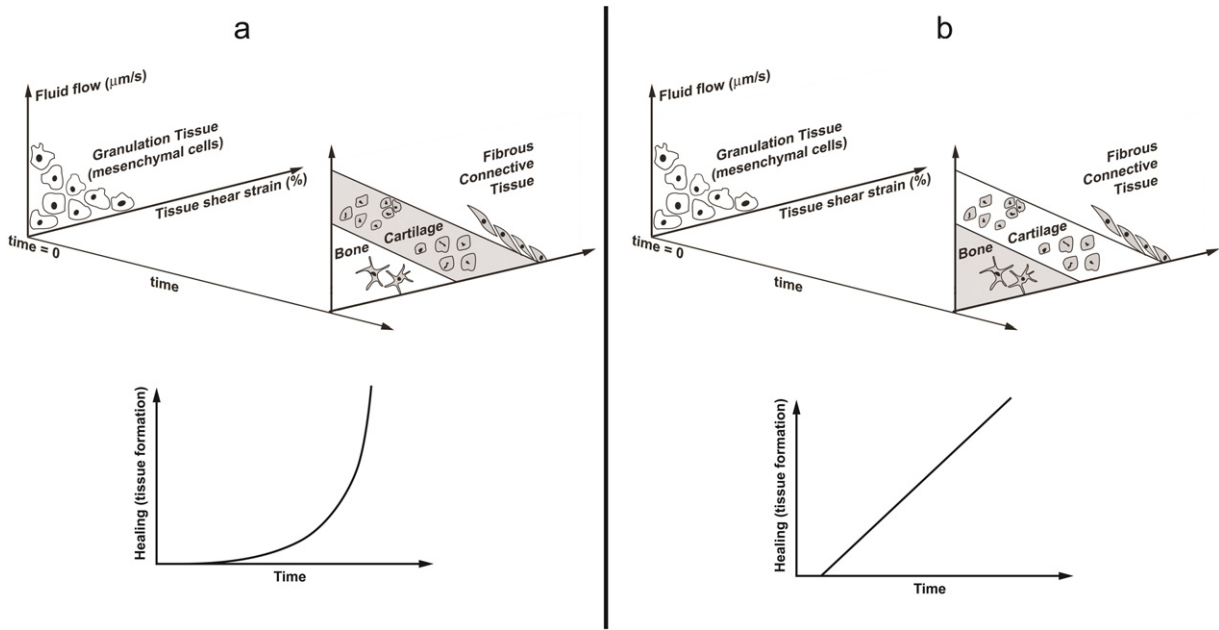 a
Fluid flow (μm/s)
Granulation Tissue
(mesenchymal cells)
Tissue shear strain (%)
time = 0
time
Fibrous
Connective
Tissue
Cartilage
Bone
Healing (tissue formation)
Time
b
Fluid flow (μm/s)
Granulation Tissue
(mesenchymal cells)
Tissue shear strain (%)
time = 0
time
Fibrous
Connective
Tissue
Cartilage
Bone
Healing (tissue formation)
Time